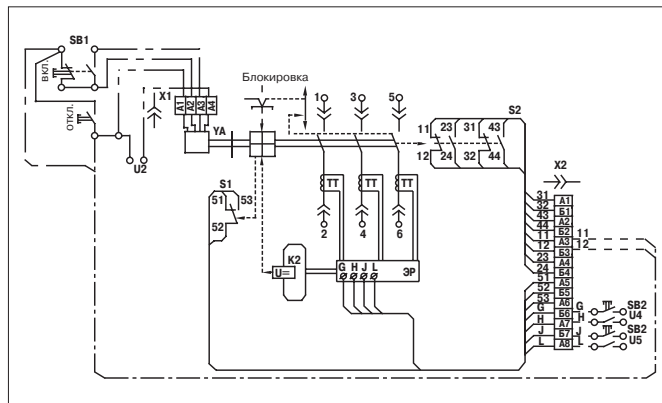 SB1
ВКЛ.
ОТКЛ.
X1
A1 A2 A3 A4
U2
YA
Блокировка
1 3 5
S2
11 23 31 43
12 24 32 44
ТТ ТТ ТТ
2 4 6
S1
51 53
52
U=
K2
G H J L
ЭР
X2
31 А1
32 Б1
43 А2
44 Б2
11 А3 11
12 Б3 12
23 А4
24 Б4
51 А5
52 Б5
53 А6
G Б6 G SB2
H А7 H U4
J Б7 J SB2
L А8 L U5